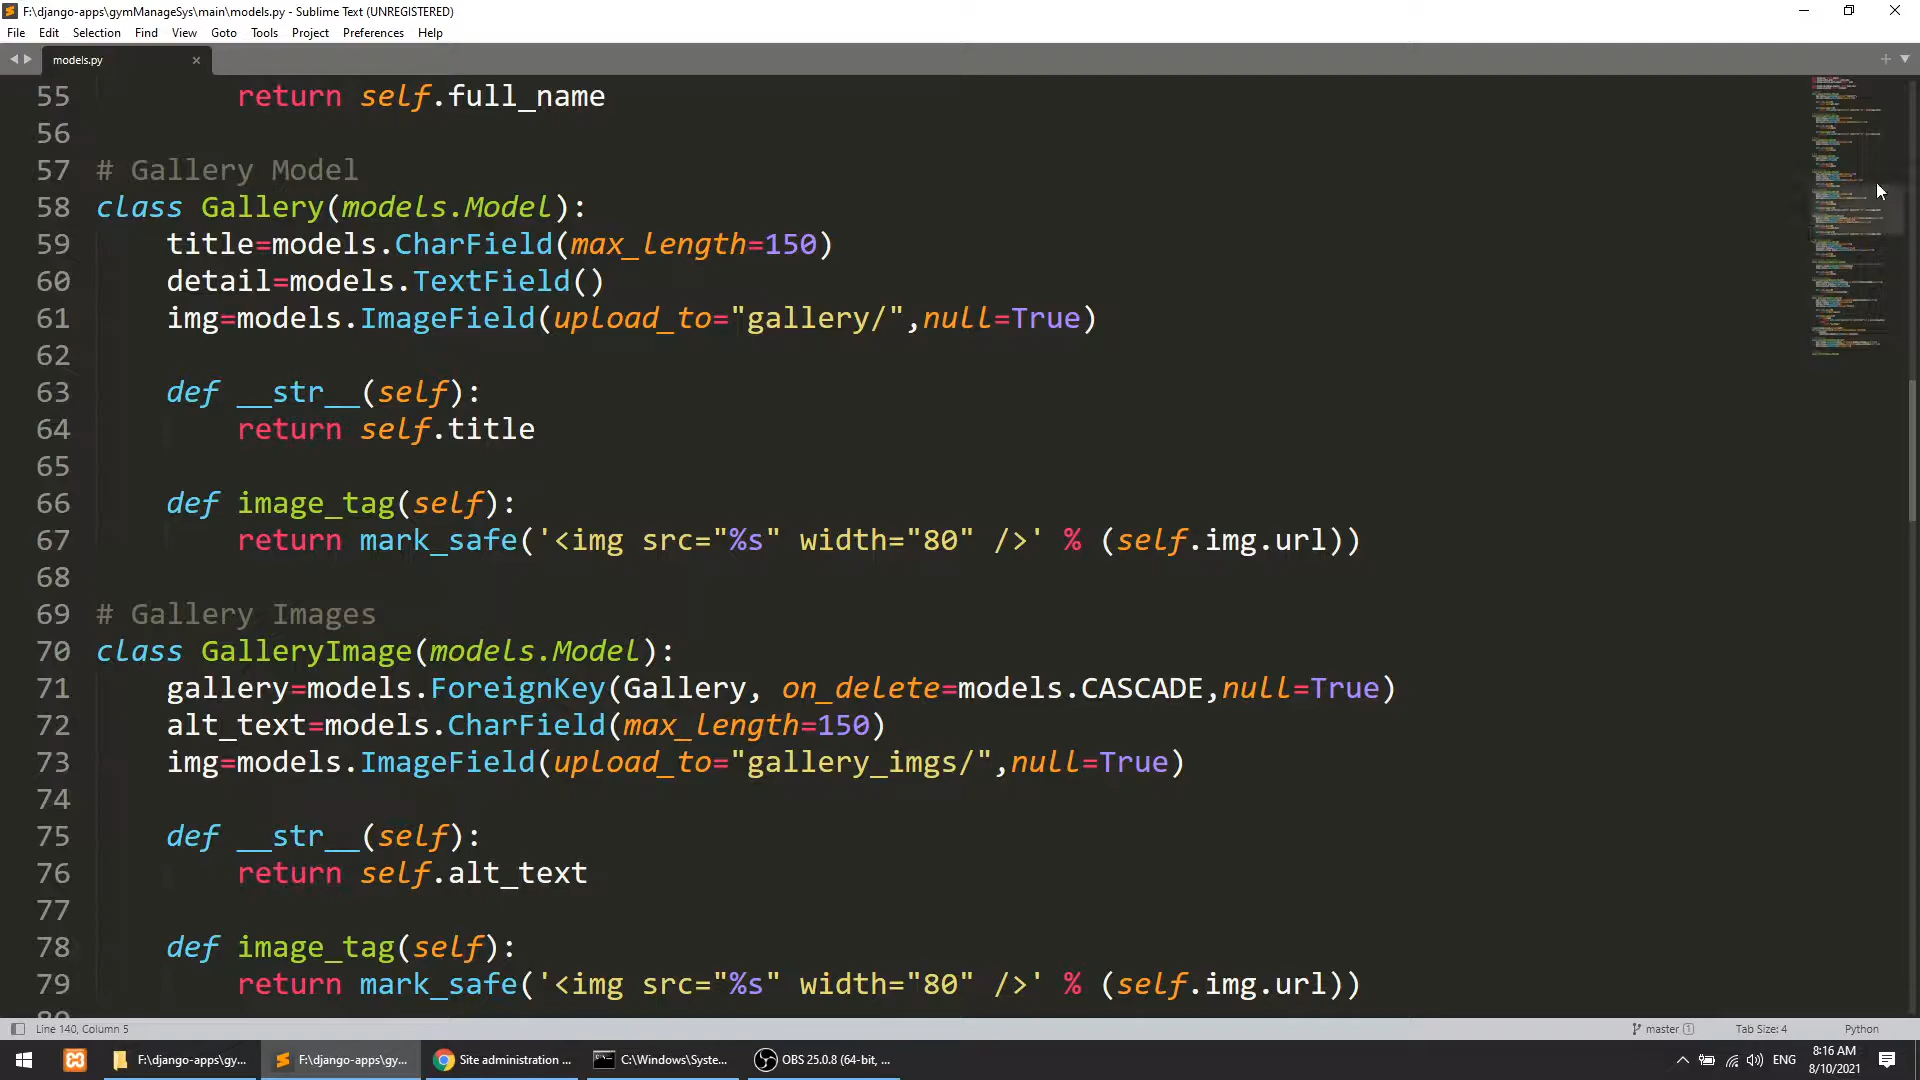 F:\django-apps\gymManageSys\main\models.py - Sublime Text (UNREGISTERED)
File Edit Selection Find View Goto Tools Project Preferences Help
models.py
55 return self.full_name
56
57 # Gallery Model
58 class Gallery(models.Model):
59 title=models.CharField(max_length=150)
60 detail=models.TextField()
61 img=models.ImageField(upload_to="gallery/",null=True)
62
63 def __str__(self):
64 return self.title
65
66 def image_tag(self):
67 return mark_safe('<img src="%s" width="80" />' % (self.img.url))
68
69 # Gallery Images
70 class GalleryImage(models.Model):
71 gallery=models.ForeignKey(Gallery, on_delete=models.CASCADE,null=True)
72 alt_text=models.CharField(max_length=150)
73 img=models.ImageField(upload_to="gallery_imgs/",null=True)
74
75 def __str__(self):
76 return self.alt_text
77
78 def image_tag(self):
79 return mark_safe('<img src="%s" width="80" />' % (self.img.url))
Line 140, Column 5 master 1 Tab Size: 4 Python
F:\django-apps\gy... F:\django-apps\gy... Site administration ... C:\Windows\Syste... OBS 25.0.8 (64-bit, ... ENG 8:16 AM
8/10/2021